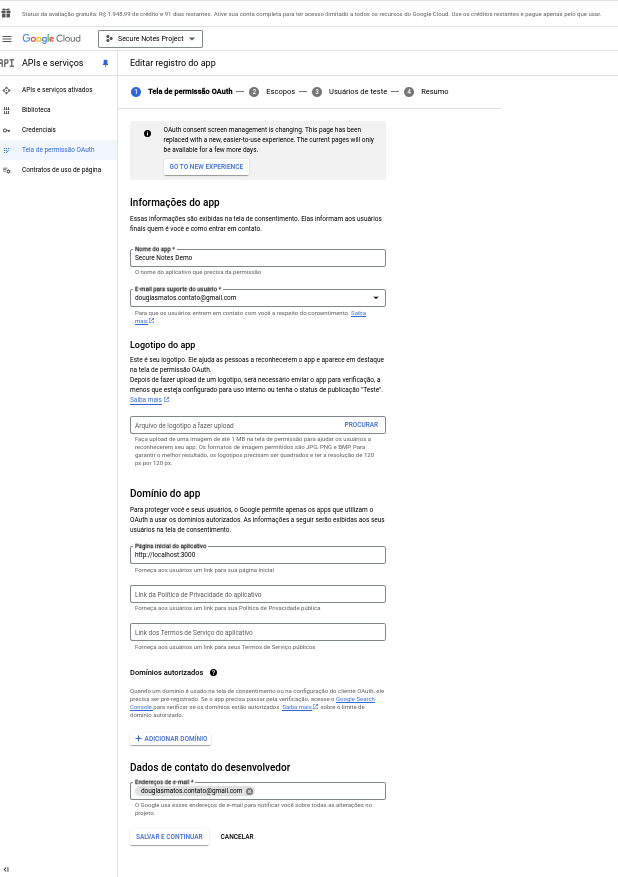 Status da avaliação gratuita: R$ 1.948,99 de crédito e 91 dias restantes. Ative sua conta completa para ter acesso ilimitado a todos os recursos do Google Cloud. Use os créditos restantes e pague apenas pelo que usar.
Google Cloud
Secure Notes Project
API
APIs e serviços
Editar registro do app
APIs e serviços ativados
Biblioteca
Credenciais
Tela de permissão OAuth
Contratos de uso de página
1 Tela de permissão OAuth — 2 Escopos — 3 Usuários de teste — 4 Resumo
OAuth consent screen management is changing. This page has been
replaced with a new, easier-to-use experience. The current pages will only
be available for a few more days.
GO TO NEW EXPERIENCE
Informações do app
Essas informações são exibidas na tela de consentimento. Elas informam aos usuários
finais quem é você e como entrar em contato.
Nome do app *
Secure Notes Demo
O nome do aplicativo que precisa da permissão
E-mail para suporte do usuário *
douglasmatos.contato@gmail.com
Para que os usuários entrem em contato com você a respeito do consentimento. Saiba
mais
Logotipo do app
Este é seu logotipo. Ele ajuda as pessoas a reconhecerem o app e aparece em destaque
na tela de permissão OAuth.
Depois de fazer upload de um logotipo, será necessário enviar o app para verificação, a
menos que esteja configurado para uso interno ou tenha o status de publicação "Teste".
Saiba mais
Arquivo de logotipo a fazer upload
PROCURAR
Faça upload de uma imagem de até 1 MB na tela de permissão para ajudar os usuários a
reconhecerem seu app. Os formatos de imagem permitidos são JPG, PNG e BMP. Para
garantir o melhor resultado, os logotipos precisam ser quadrados e ter a resolução de 120
px por 120 px.
Domínio do app
Para proteger você e seus usuários, o Google permite apenas os apps que utilizam o
OAuth a usar os domínios autorizados. As informações a seguir serão exibidas aos seus
usuários na tela de consentimento.
Página inicial do aplicativo
http://localhost:3000
Forneça aos usuários um link para sua página inicial
Link da Política de Privacidade do aplicativo
Forneça aos usuários um link para sua Política de Privacidade pública
Link dos Termos de Serviço do aplicativo
Forneça aos usuários um link para seus Termos de Serviço públicos
Domínios autorizados
Quando um domínio é usado na tela de consentimento ou na configuração do cliente OAuth, ele
precisa ser pré-registrado. Se o app precisa passar pela verificação, acesse o Google Search
Console para verificar se os domínios estão autorizados. Saiba mais sobre o limite de
domínio autorizado.
+ ADICIONAR DOMÍNIO
Dados de contato do desenvolvedor
Endereços de e-mail *
douglasmatos.contato@gmail.com
O Google usa esses endereços de e-mail para notificar você sobre todas as alterações no
projeto.
SALVAR E CONTINUAR
CANCELAR